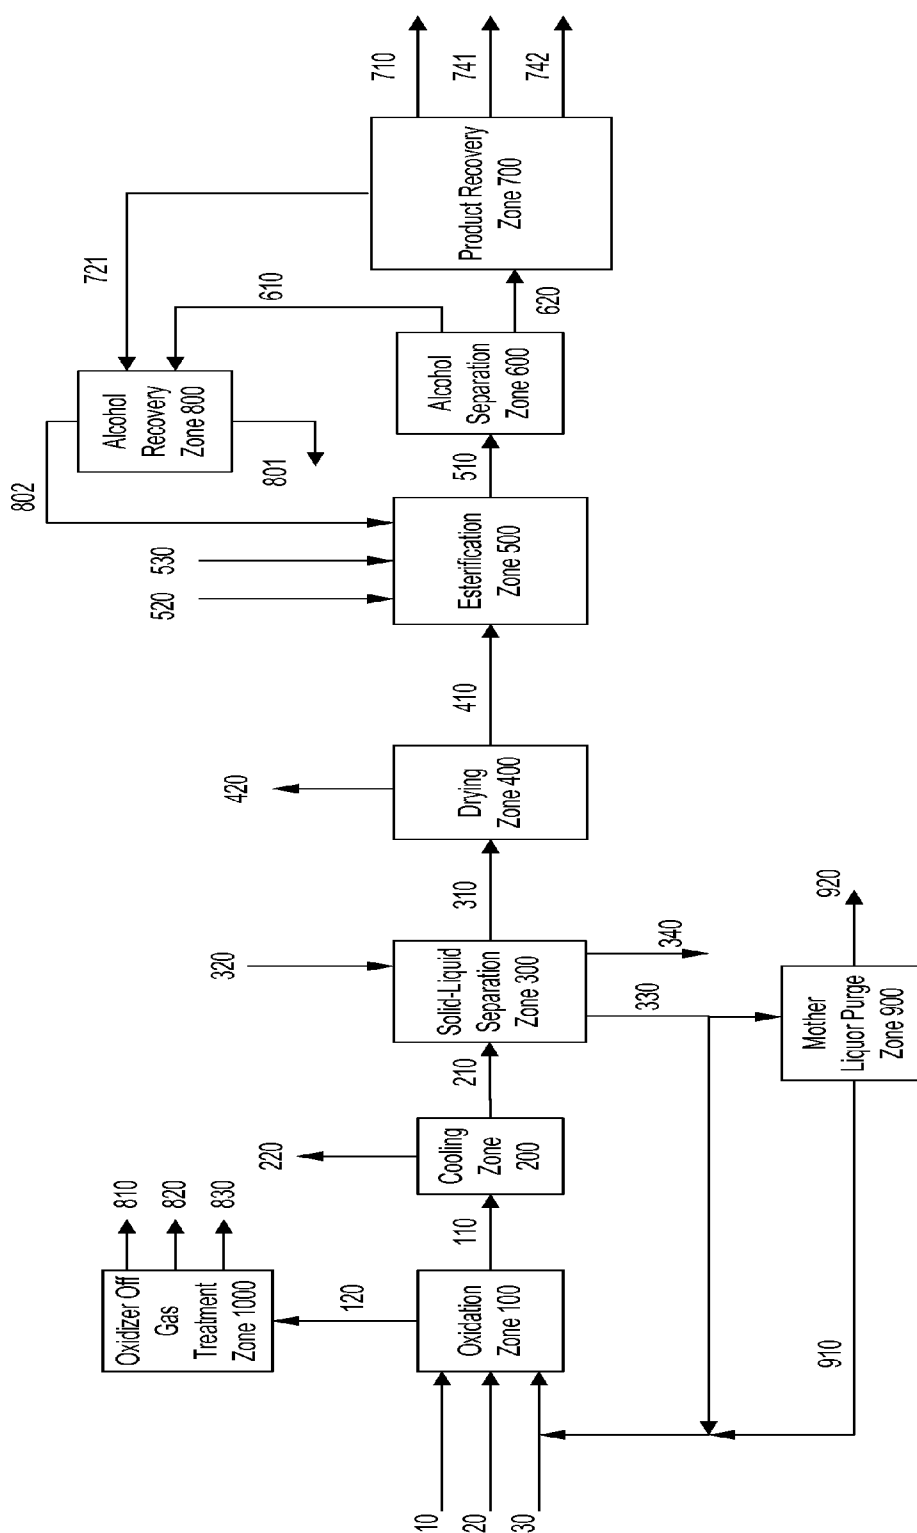 802
721
Alcohol
Recovery
Zone 800
610
801
710
741
742
Product Recovery
Zone 700
620
Alcohol
Separation
Zone 600
510
520
530
Esterification
Zone 500
410
420
Drying
Zone 400
310
320
Solid-Liquid
Separation
Zone 300
330
340
210
220
Cooling
Zone
200
110
810
820
830
Oxidizer Off
Gas
Treatment
Zone 1000
120
Oxidation
Zone 100
10
20
30
910
Mother
Liquor Purge
Zone 900
920